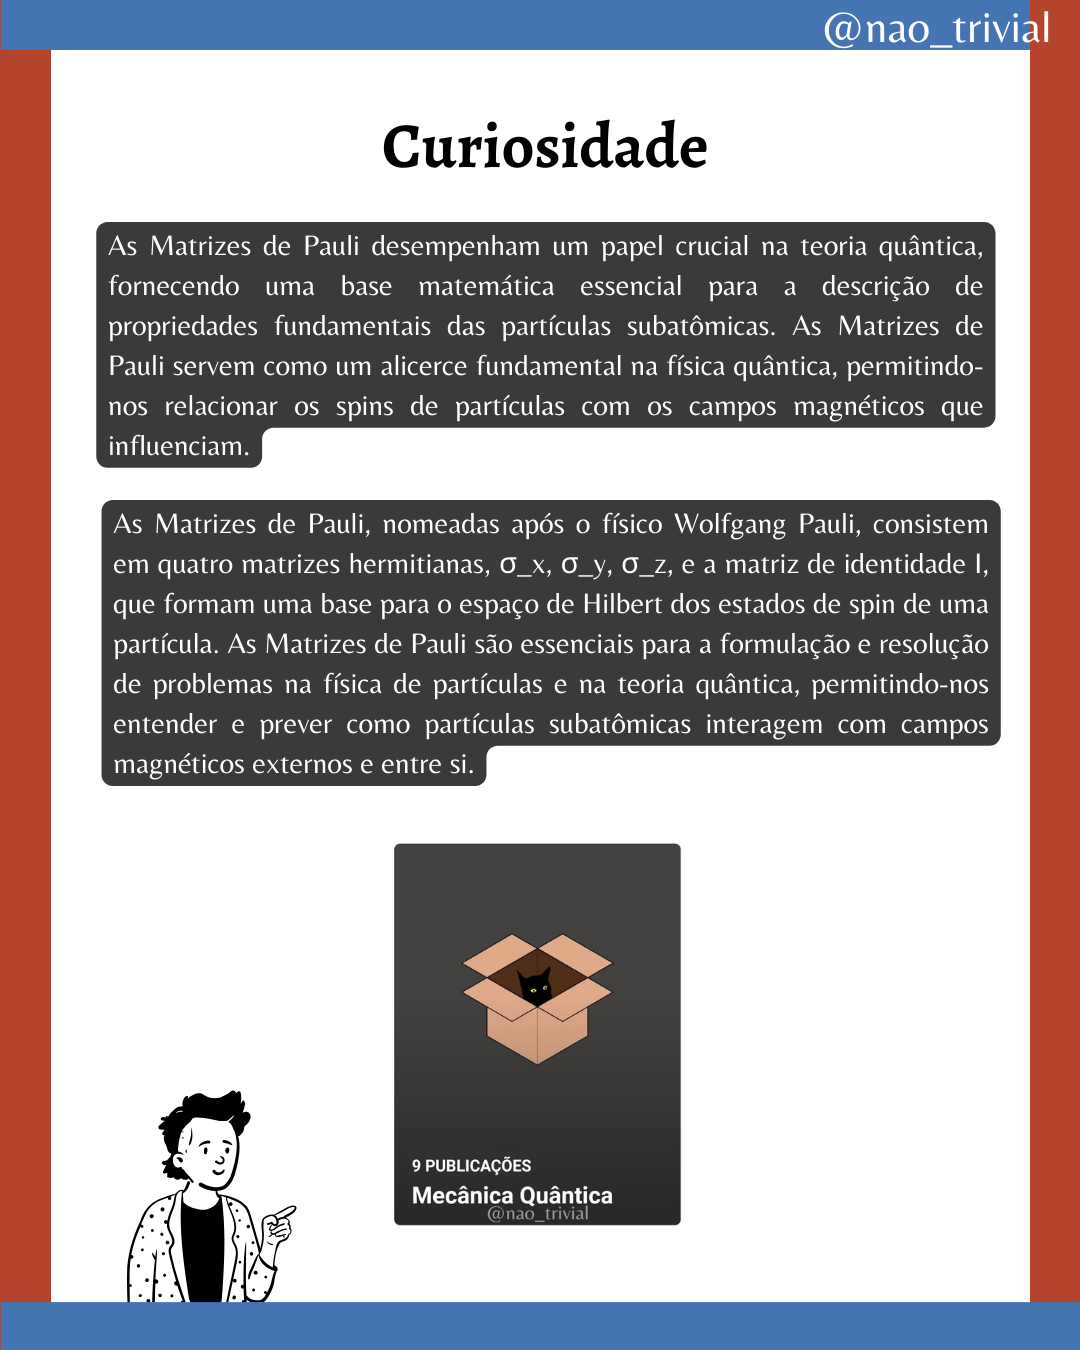 @nao_trivial
Curiosidade
As Matrizes de Pauli desempenham um papel crucial na teoria quântica,
fornecendo uma base matemática essencial para a descrição de
propriedades fundamentais das partículas subatômicas. As Matrizes de
Pauli servem como um alicerce fundamental na física quântica, permitindo-
nos relacionar os spins de partículas com os campos magnéticos que
influenciam.
As Matrizes de Pauli, nomeadas após o físico Wolfgang Pauli, consistem
em quatro matrizes hermitianas, σ_x, σ_y, σ_z, e a matriz de identidade I,
que formam uma base para o espaço de Hilbert dos estados de spin de uma
partícula. As Matrizes de Pauli são essenciais para a formulação e resolução
de problemas na física de partículas e na teoria quântica, permitindo-nos
entender e prever como partículas subatômicas interagem com campos
magnéticos externos e entre si.
9 PUBLICAÇÕES
Mecânica Quântica
@nao_trivial